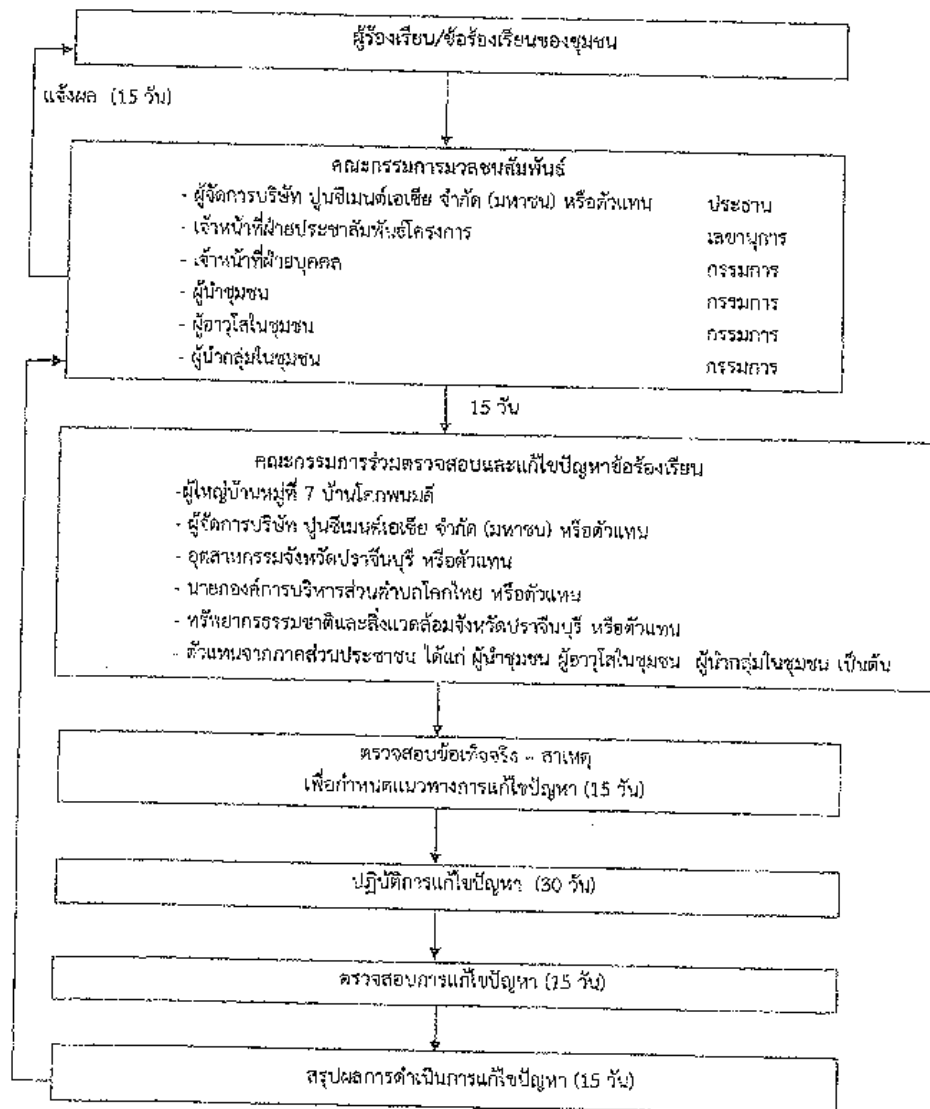 ผู้ร้องเรียน/ข้อร้องเรียนของชุมชน
แจ้งผล (15 วัน)
คณะกรรมการมวลชนสัมพันธ์
- ผู้จัดการบริษัท ปูนซีเมนต์เอเซีย จำกัด (มหาชน) หรือตัวแทน ประธาน
- เจ้าหน้าที่ฝ่ายประชาสัมพันธ์โครงการ เลขานุการ
- เจ้าหน้าที่ฝ่ายบุคคล กรรมการ
- ผู้นำชุมชน กรรมการ
- ผู้อาวุโสในชุมชน กรรมการ
- ผู้นำกลุ่มในชุมชน กรรมการ
15 วัน
คณะกรรมการร่วมตรวจสอบและแก้ไขปัญหาข้อร้องเรียน
-ผู้ใหญ่บ้านหมู่ที่ 7 บ้านโคกพนมดี
- ผู้จัดการบริษัท ปูนซีเมนต์เอเซีย จำกัด (มหาชน) หรือตัวแทน
- อุตสาหกรรมจังหวัดปราจีนบุรี หรือตัวแทน
- นายกองค์การบริหารส่วนตำบลโคกไทย หรือตัวแทน
- ทรัพยากรธรรมชาติและสิ่งแวดล้อมจังหวัดปราจีนบุรี หรือตัวแทน
- ตัวแทนจากภาคส่วนประชาชน ได้แก่ ผู้นำชุมชน ผู้อาวุโสในชุมชน ผู้นำกลุ่มในชุมชน เป็นต้น
ตรวจสอบข้อเท็จจริง – สาเหตุ
เพื่อกำหนดแนวทางการแก้ไขปัญหา (15 วัน)
ปฏิบัติการแก้ไขปัญหา (30 วัน)
ตรวจสอบการแก้ไขปัญหา (15 วัน)
สรุปผลการดำเนินการแก้ไขปัญหา (15 วัน)